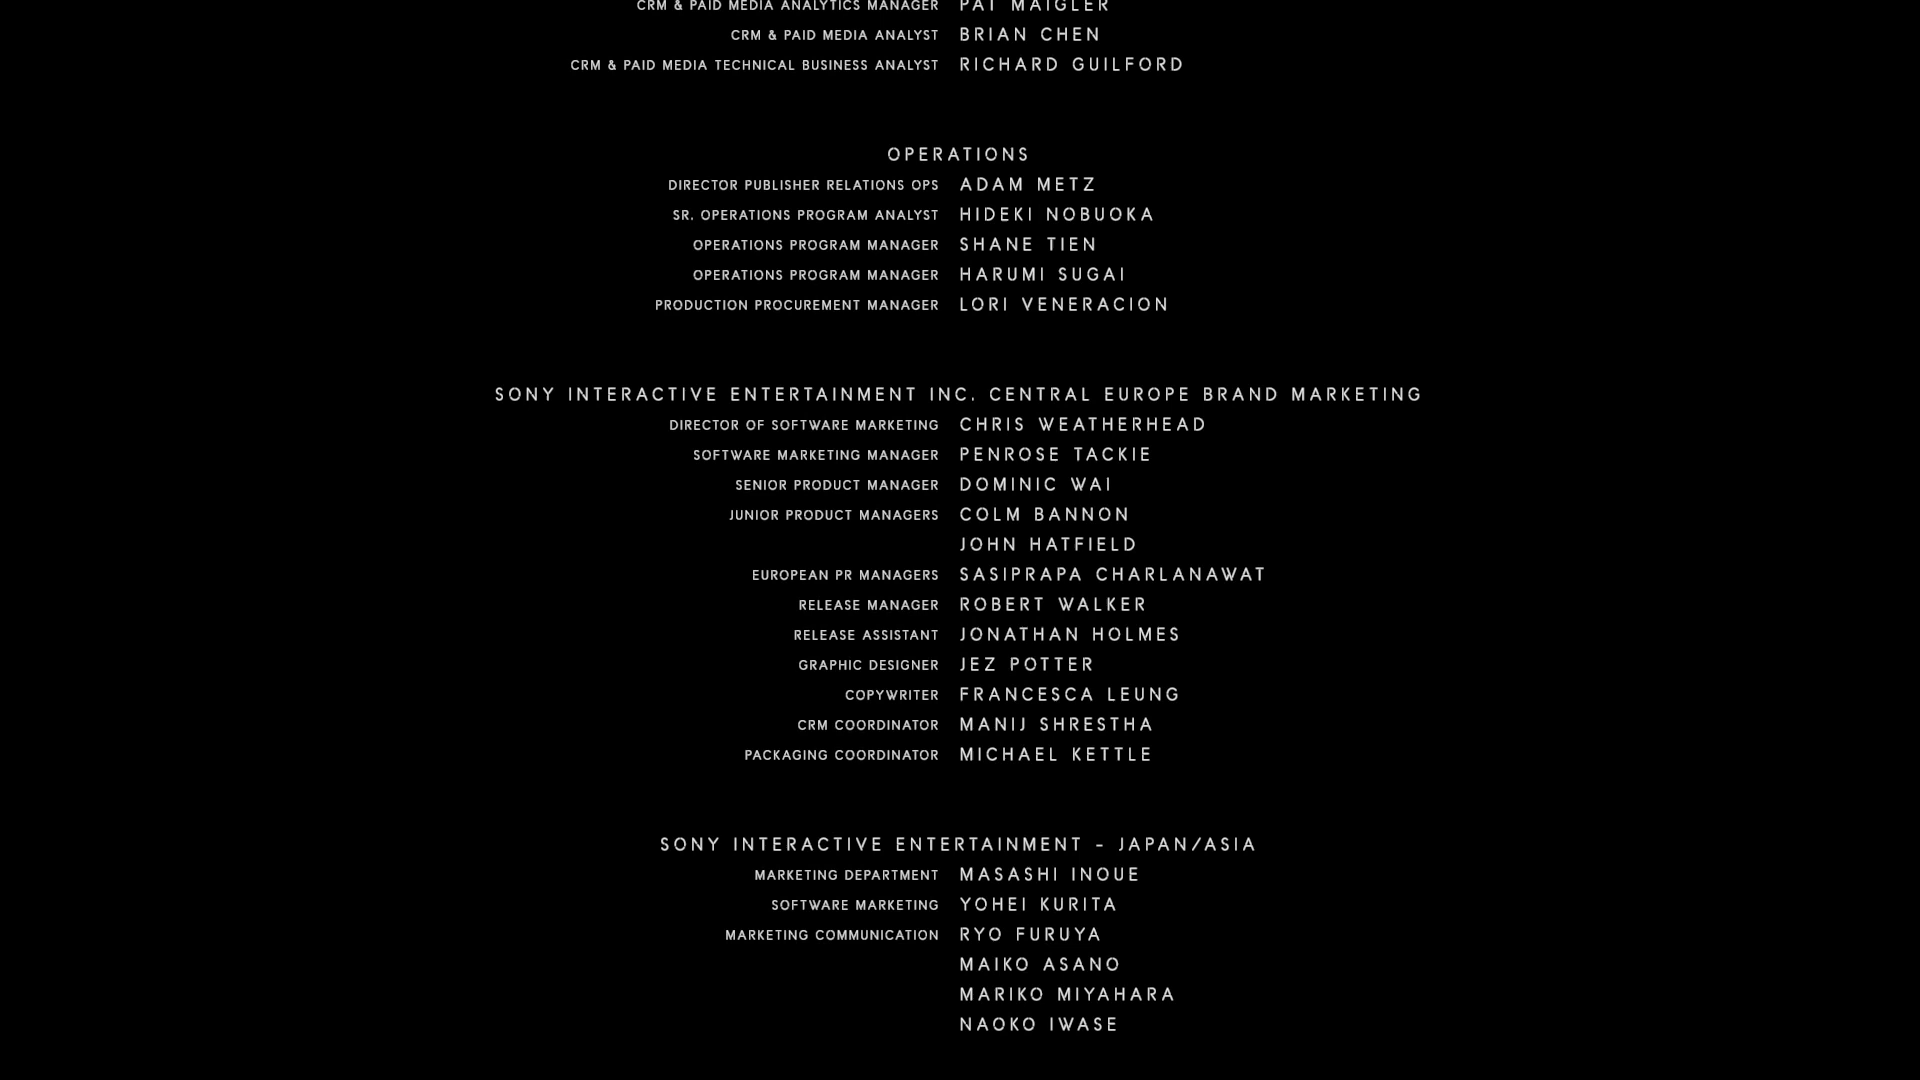 CRM & PAID MEDIA ANALYTICS MANAGER PAT MAIGLER
CRM & PAID MEDIA ANALYST BRIAN CHEN
CRM & PAID MEDIA TECHNICAL BUSINESS ANALYST RICHARD GUILFORD
OPERATIONS
DIRECTOR PUBLISHER RELATIONS OPS ADAM METZ
SR. OPERATIONS PROGRAM ANALYST HIDEKI NOBUOKA
OPERATIONS PROGRAM MANAGER SHANE TIEN
OPERATIONS PROGRAM MANAGER HARUMI SUGAI
PRODUCTION PROCUREMENT MANAGER LORI VENERACION
SONY INTERACTIVE ENTERTAINMENT INC. CENTRAL EUROPE BRAND MARKETING
DIRECTOR OF SOFTWARE MARKETING CHRIS WEATHERHEAD
SOFTWARE MARKETING MANAGER PENROSE TACKIE
SENIOR PRODUCT MANAGER DOMINIC WAI
JUNIOR PRODUCT MANAGERS COLM BANNON
JOHN HATFIELD
EUROPEAN PR MANAGERS SASIPRAPA CHARLANAWAT
RELEASE MANAGER ROBERT WALKER
RELEASE ASSISTANT JONATHAN HOLMES
GRAPHIC DESIGNER JEZ POTTER
COPYWRITER FRANCESCA LEUNG
CRM COORDINATOR MANIJ SHRESTHA
PACKAGING COORDINATOR MICHAEL KETTLE
SONY INTERACTIVE ENTERTAINMENT - JAPAN/ASIA
MARKETING DEPARTMENT MASASHI INOUE
SOFTWARE MARKETING YOHEI KURITA
MARKETING COMMUNICATION RYO FURUYA
MAIKO ASANO
MARIKO MIYAHARA
NAOKO IWASE